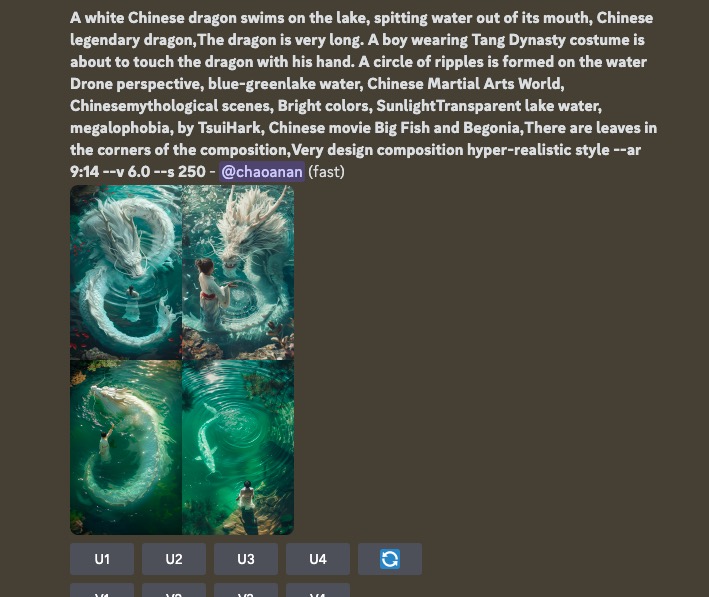 A white Chinese dragon swims on the lake, spitting water out of its mouth, Chinese
legendary dragon,The dragon is very long. A boy wearing Tang Dynasty costume is
about to touch the dragon with his hand. A circle of ripples is formed on the water
Drone perspective, blue-greenlake water, Chinese Martial Arts World,
Chinesemythological scenes, Bright colors, SunlightTransparent lake water,
megalophobia, by TsuiHark, Chinese movie Big Fish and Begonia,There are leaves in
the corners of the composition,Very design composition hyper-realistic style --ar
9:14 --v 6.0 --s 250 - @chaoanan (fast)
U1 U2 U3 U4
V1 V2 V3 V4